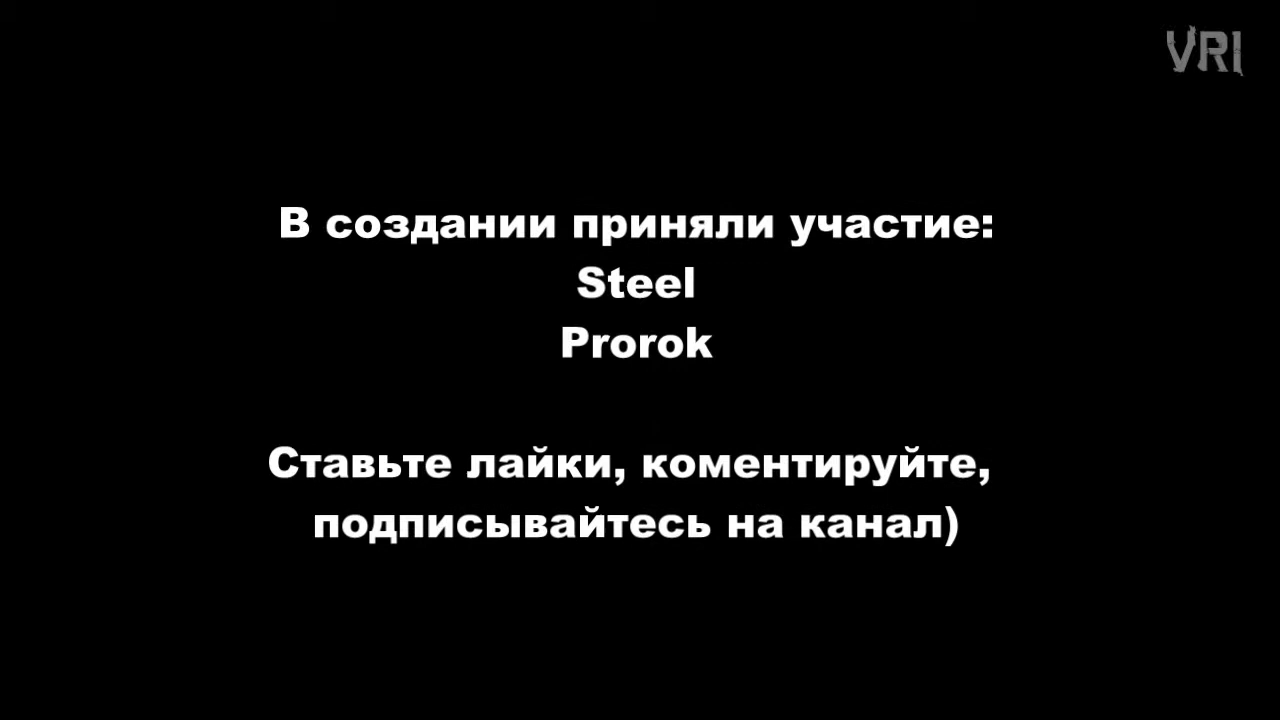 VRI
В создании приняли участие:
Steel
Prorok
Ставьте лайки, коментируйте,
подписывайтесь на канал)